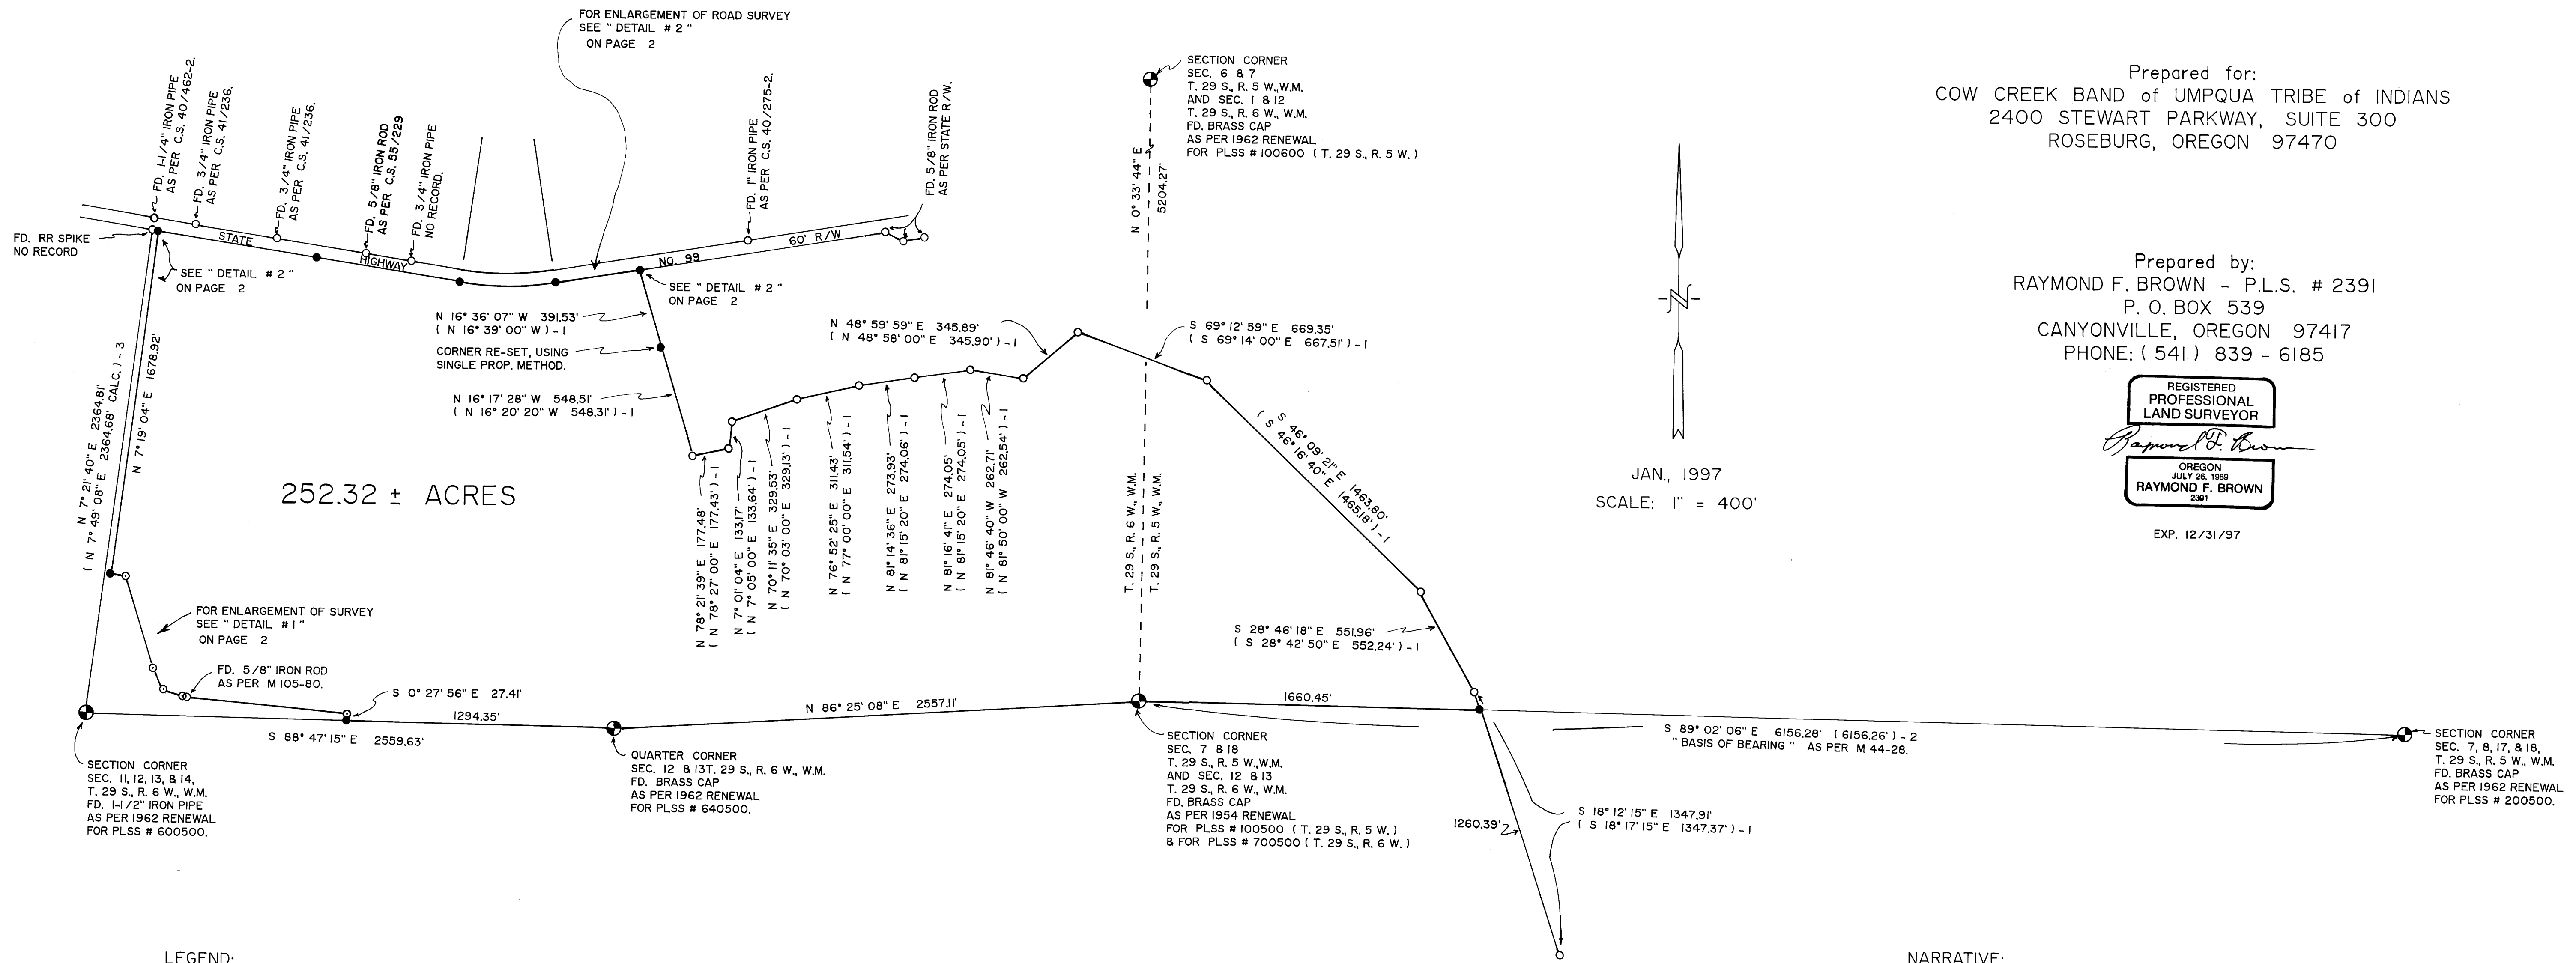 FOR ENLARGEMENT OF ROAD SURVEY
SEE " DETAIL # 2 "
ON PAGE 2
FD. 1-1/4" IRON PIPE
AS PER C.S. 40/462-2.
FD. 3/4" IRON PIPE
AS PER C.S. 41/236.
FD. 3/4" IRON PIPE
AS PER C.S. 41/236.
FD. 5/8" IRON ROD
AS PER C.S. 55/229
FD. 3/4" IRON PIPE
NO RECORD.
FD. 1" IRON PIPE
AS PER C.S. 40/275-2.
FD. 5/8" IRON ROD
AS PER STATE R/W.
SECTION CORNER
SEC. 6 & 7
T. 29 S., R. 5 W.,W.M.
AND SEC. 1 & 12
T. 29 S., R. 6 W., W.M.
FD. BRASS CAP
AS PER 1962 RENEWAL
FOR PLSS # 100600 ( T. 29 S., R. 5 W. )
N 0° 33' 44" E
5204.27'
Prepared for:
COW CREEK BAND of UMPQUA TRIBE of INDIANS
2400 STEWART PARKWAY, SUITE 300
ROSEBURG, OREGON 97470
Prepared by:
RAYMOND F. BROWN - P.L.S. # 2391
P. O. BOX 539
CANYONVILLE, OREGON 97417
PHONE: ( 541 ) 839 - 6185
REGISTERED
PROFESSIONAL
LAND SURVEYOR
Raymond F. Brown
OREGON
JULY 26, 1989
RAYMOND F. BROWN
2391
EXP. 12/31/97
N
JAN., 1997
SCALE: 1" = 400'
FD. RR SPIKE
NO RECORD
STATE
HIGHWAY
NO. 99
60' R/W
SEE " DETAIL # 2 "
ON PAGE 2
SEE " DETAIL # 2 "
ON PAGE 2
N 16° 36' 07" W 391.53'
( N 16° 39' 00" W ) - 1
CORNER RE-SET, USING
SINGLE PROP. METHOD.
N 16° 17' 28" W 548.51'
( N 16° 20' 20" W 548.31' ) - 1
N 48° 59' 59" E 345.89'
( N 48° 58' 00" E 345.90' ) - 1
S 69° 12' 59" E 669.35'
( S 69° 14' 00" E 667.51' ) - 1
N 7° 21' 40" E 2364.81'
( N 7° 49' 08" E 2364.68' CALC. ) - 3
N 7° 19' 04" E 1678.92'
252.32 ± ACRES
N 78° 21' 39" E 177.48'
( N 78° 27' 00" E 177.43' ) - 1
N 7° 01' 04" E 133.17'
( N 7° 05' 00" E 133.64' ) - 1
N 70° 11' 35" E 329.53'
( N 70° 03' 00" E 329.13' ) - 1
N 76° 52' 25" E 311.43'
( N 77° 00' 00" E 311.54' ) - 1
N 81° 14' 36" E 273.93'
( N 81° 15' 20" E 274.06' ) - 1
N 81° 16' 41" E 274.05'
( N 81° 15' 20" E 274.05' ) - 1
N 81° 46' 40" W 262.71'
( N 81° 50' 00" W 262.54' ) - 1
T. 29 S., R. 6 W., W.M.
T. 29 S., R. 5 W., W.M.
S 46° 09' 21" E 1463.80'
( S 46° 16' 40" E 1465.18' ) - 1
S 28° 46' 18" E 551.96'
( S 28° 42' 50" E 552.24' ) - 1
FOR ENLARGEMENT OF SURVEY
SEE " DETAIL # 1 "
ON PAGE 2
FD. 5/8" IRON ROD
AS PER M 105-80.
S 0° 27' 56" E 27.41'
1294.35'
S 88° 47' 15" E 2559.63'
N 86° 25' 08" E 2557.11'
1660.45'
S 89° 02' 06" E 6156.28' ( 6156.26' ) - 2
" BASIS OF BEARING " AS PER M 44-28.
SECTION CORNER
SEC. 11, 12, 13, & 14,
T. 29 S., R. 6 W., W.M.
FD. 1-1/2" IRON PIPE
AS PER 1962 RENEWAL
FOR PLSS # 600500.
QUARTER CORNER
SEC. 12 & 13 T. 29 S., R. 6 W., W.M.
FD. BRASS CAP
AS PER 1962 RENEWAL
FOR PLSS # 640500.
SECTION CORNER
SEC. 7 & 18
T. 29 S., R. 5 W.,W.M.
AND SEC. 12 & 13
T. 29 S., R. 6 W., W.M.
FD. BRASS CAP
AS PER 1954 RENEWAL
FOR PLSS # 100500 ( T. 29 S., R. 5 W. )
& FOR PLSS # 700500 ( T. 29 S., R. 6 W. )
SECTION CORNER
SEC. 7, 8, 17, & 18,
T. 29 S., R. 5 W., W.M.
FD. BRASS CAP
AS PER 1962 RENEWAL
FOR PLSS # 200500.
1260.39'
S 18° 12' 15" E 1347.91'
( S 18° 17' 15" E 1347.37' ) - 1
LEGEND:
NARRATIVE: